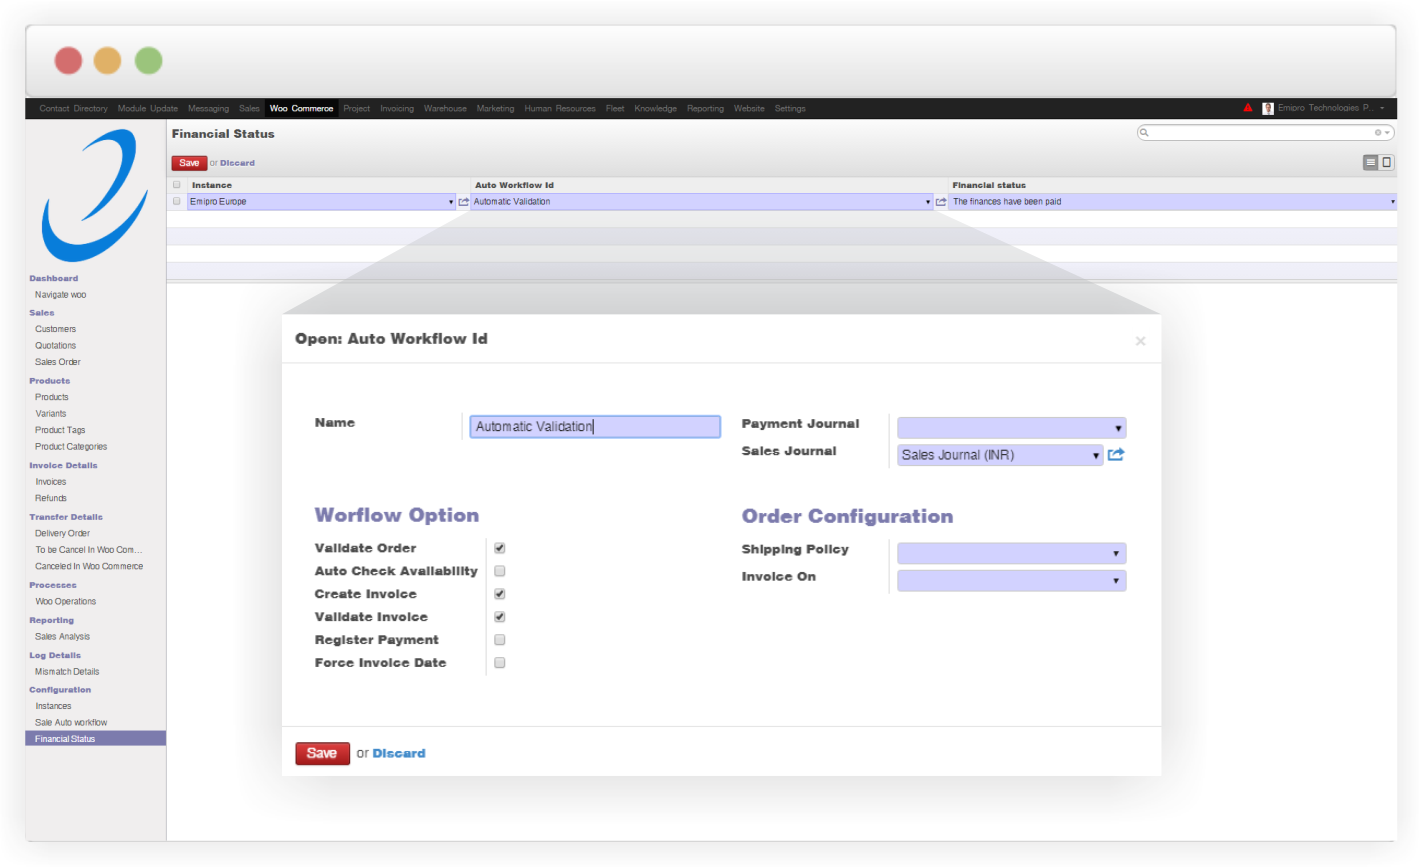 Contact Directory Module Update Messaging Sales Woo Commerce Project Invoicing Warehouse Marketing Human Resources Fleet Knowledge Reporting Website Settings Emipro Technologies P...
Financial Status
Save or Discard
Instance Auto Workflow Id Financial status
Emipro Europe Automatic Validation The finances have been paid
Dashboard
Navigate woo
Sales
Customers
Quotations
Sales Order
Products
Products
Variants
Product Tags
Product Categories
Invoice Details
Invoices
Refunds
Transfer Details
Delivery Order
To be Cancel In Woo Com...
Canceled In Woo Commerce
Processes
Woo Operations
Reporting
Sales Analysis
Log Details
Mismatch Details
Configuration
Instances
Sale Auto workflow
Financial Status
Open: Auto Workflow Id ×
Name Automatic Validation
Payment Journal
Sales Journal Sales Journal (INR)
Worflow Option
Validate Order
Auto Check Availability
Create Invoice
Validate Invoice
Register Payment
Force Invoice Date
Order Configuration
Shipping Policy
Invoice On
Save or Discard